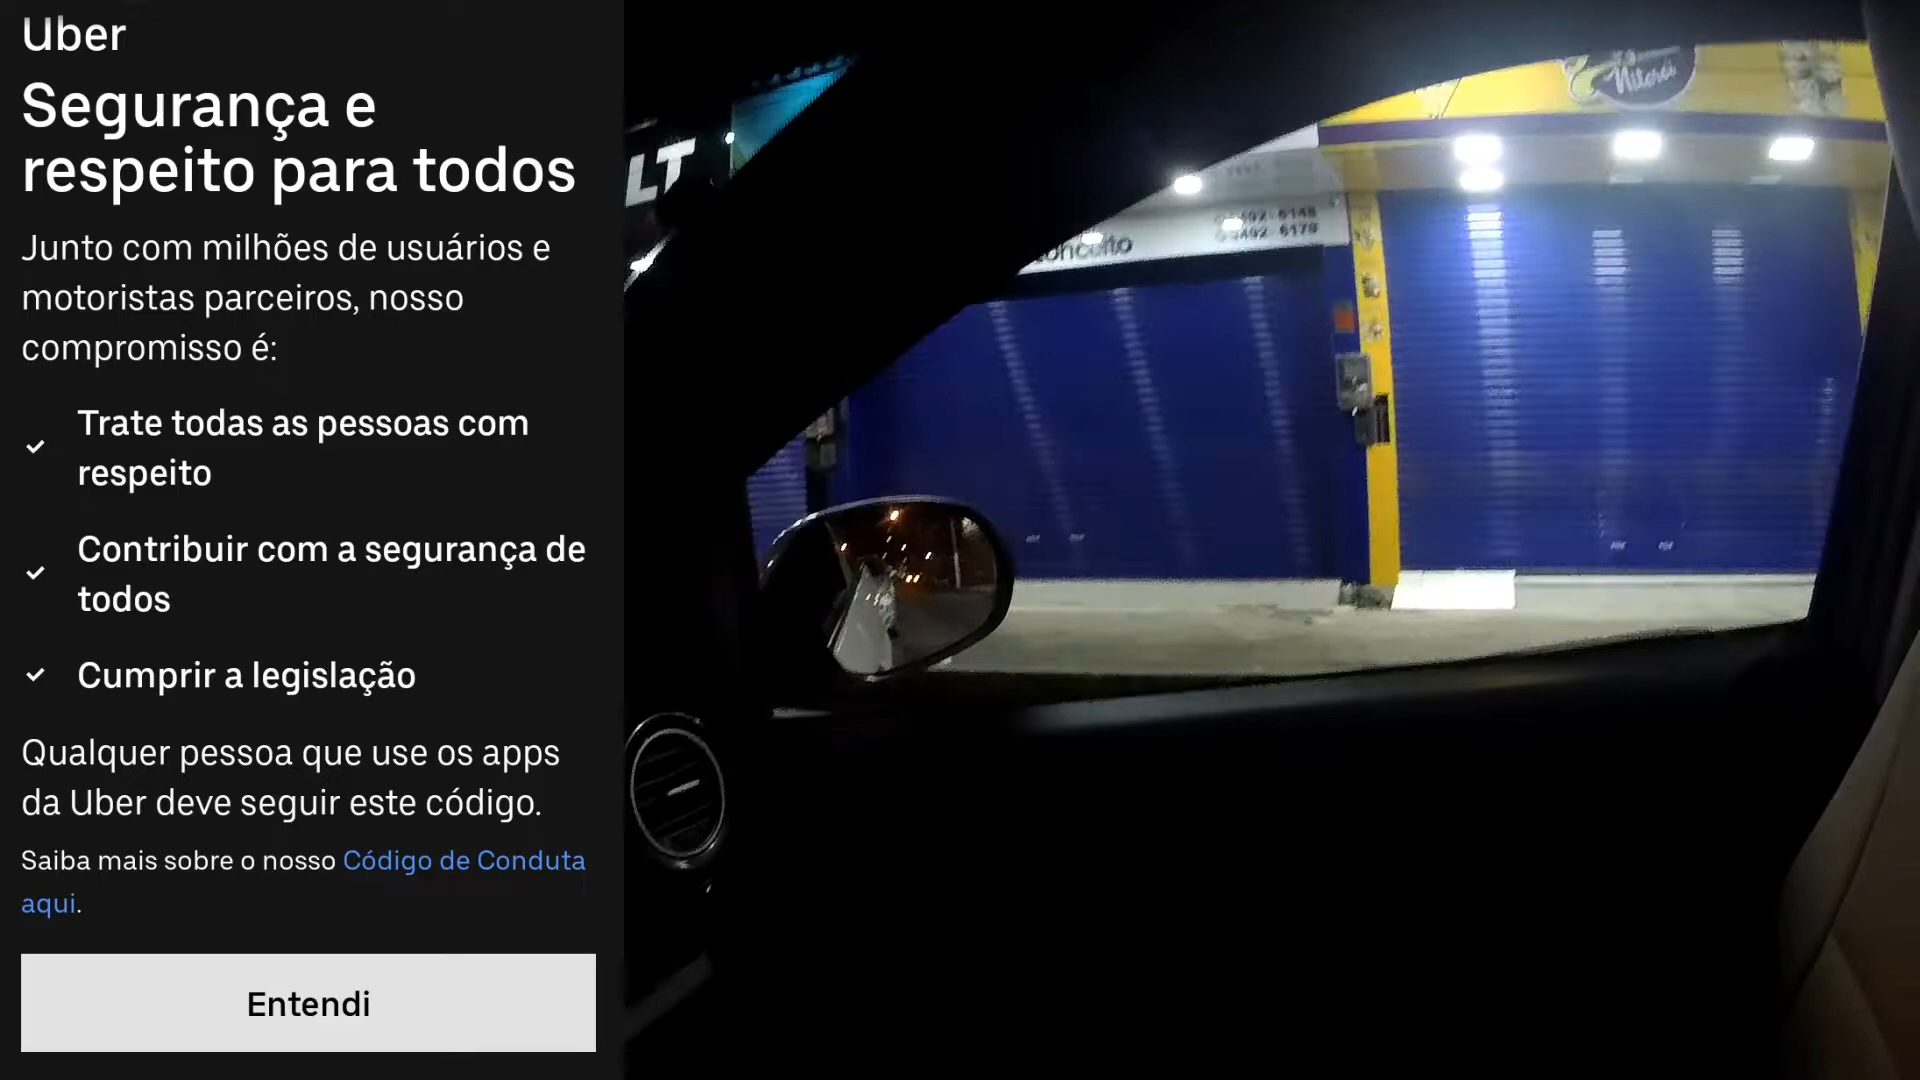 Uber
Segurança e
respeito para todos
Junto com milhões de usuários e
motoristas parceiros, nosso
compromisso é:
Trate todas as pessoas com
respeito
Contribuir com a segurança de
todos
Cumprir a legislação
Qualquer pessoa que use os apps
da Uber deve seguir este código.
Saiba mais sobre o nosso Código de Conduta
aqui.
Entendi
LT
Niterói